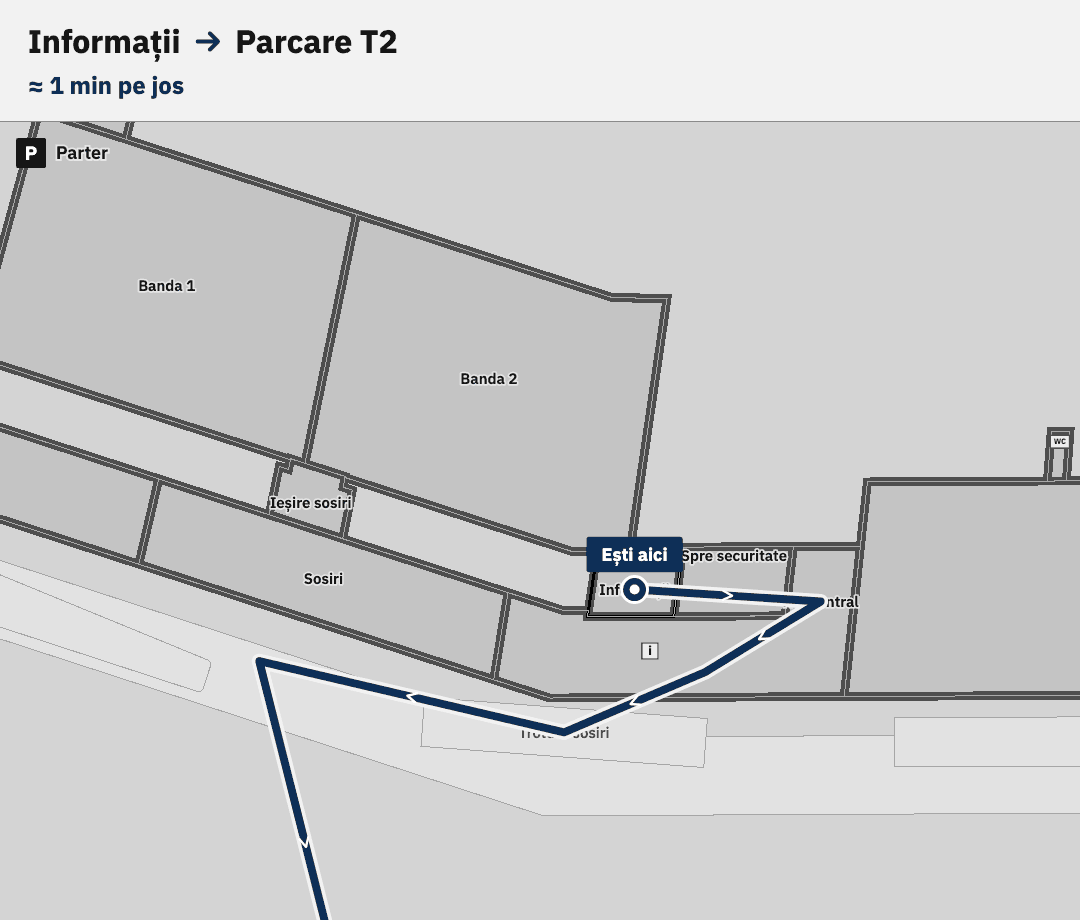 Informații → Parcare T2
≈ 1 min pe jos
P Parter
Banda 1
Banda 2
wc
Ieșire sosiri
Ești aici
Spre securitate
Sosiri
i